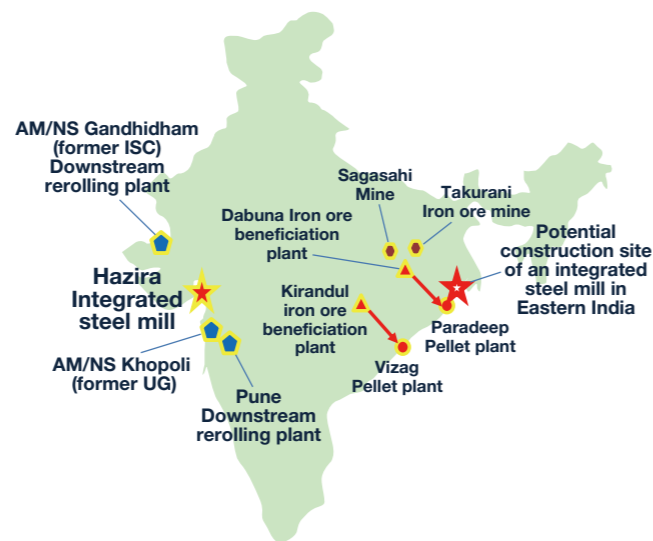 AM/NS Gandhidham
(former ISC)
Downstream
rerolling plant
Sagasahi
Mine
Takurani
Iron ore mine
Dabuna Iron ore
beneficiation
plant
Potential
construction site
of an integrated
steel mill in
Eastern India
Hazira
Integrated
steel mill
Kirandul
iron ore
beneficiation
plant
Paradeep
Pellet plant
AM/NS Khopoli
(former UG)
Vizag
Pellet plant
Pune
Downstream
rerolling plant